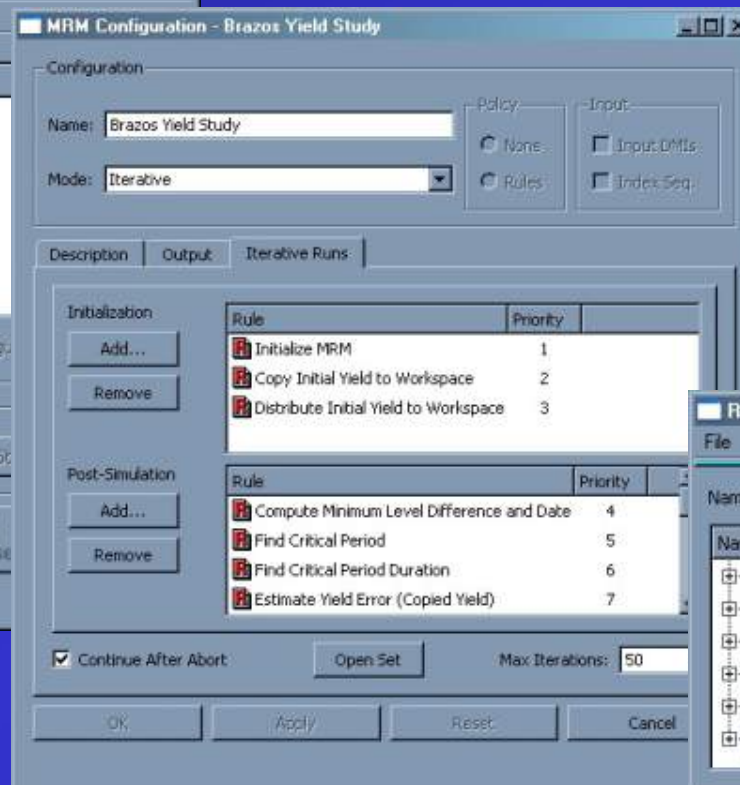 MRM Configuration - Brazos Yield Study
Configuration
Name: Brazos Yield Study
Mode: Iterative
Policy
None
Rules
Input
Input DMIs
Index Seq.
Description Output Iterative Runs
Initialization
Add...
Remove
Rule Priority
Initialize MRM 1
Copy Initial Yield to Workspace 2
Distribute Initial Yield to Workspace 3
Post-Simulation
Add...
Remove
Rule Priority
Compute Minimum Level Difference and Date 4
Find Critical Period 5
Find Critical Period Duration 6
Estimate Yield Error (Copied Yield) 7
Continue After Abort Open Set Max Iterations: 50
OK Apply Reset Cancel
R
File
Nam
Na